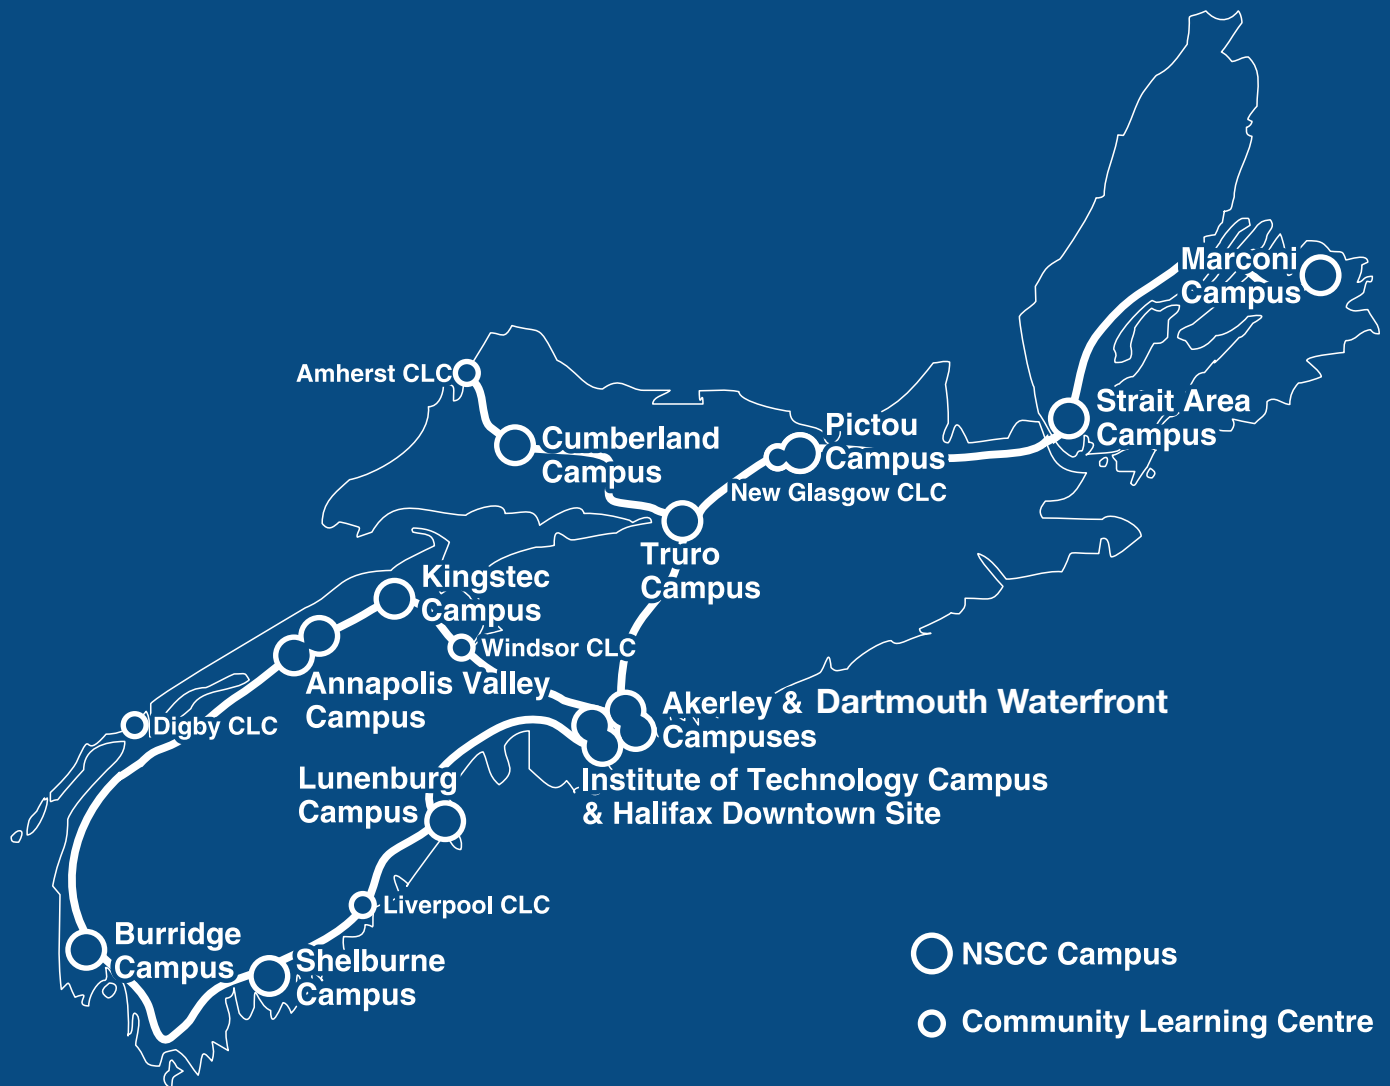 Marconi
Campus
Amherst CLC
Strait Area
Campus
Pictou
Campus
Cumberland
Campus
New Glasgow CLC
Truro
Campus
Kingstec
Campus
Windsor CLC
Annapolis Valley
Campus
Akerley & Dartmouth Waterfront
Campuses
Digby CLC
Lunenburg
Campus
Institute of Technology Campus
& Halifax Downtown Site
Liverpool CLC
Burridge
Campus
Shelburne
Campus
NSCC Campus
Community Learning Centre